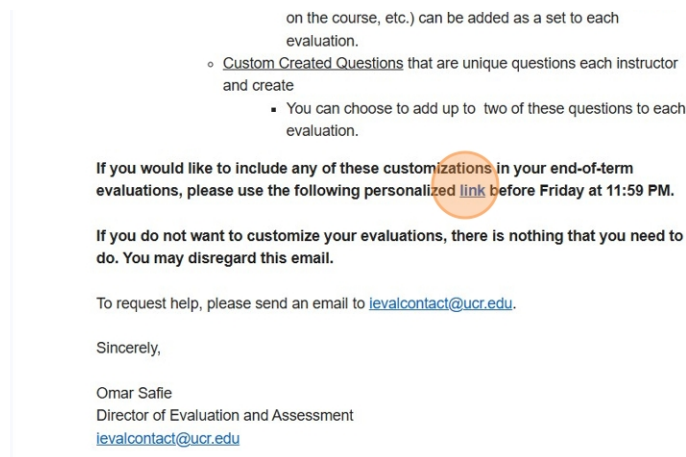 on the course, etc.) can be added as a set to each
evaluation.
Custom Created Questions that are unique questions each instructor
and create
You can choose to add up to two of these questions to each
evaluation.
If you would like to include any of these customizations in your end-of-term
evaluations, please use the following personalized link before Friday at 11:59 PM.
If you do not want to customize your evaluations, there is nothing that you need to
do. You may disregard this email.
To request help, please send an email to ievalcontact@ucr.edu.
Sincerely,
Omar Safie
Director of Evaluation and Assessment
ievalcontact@ucr.edu